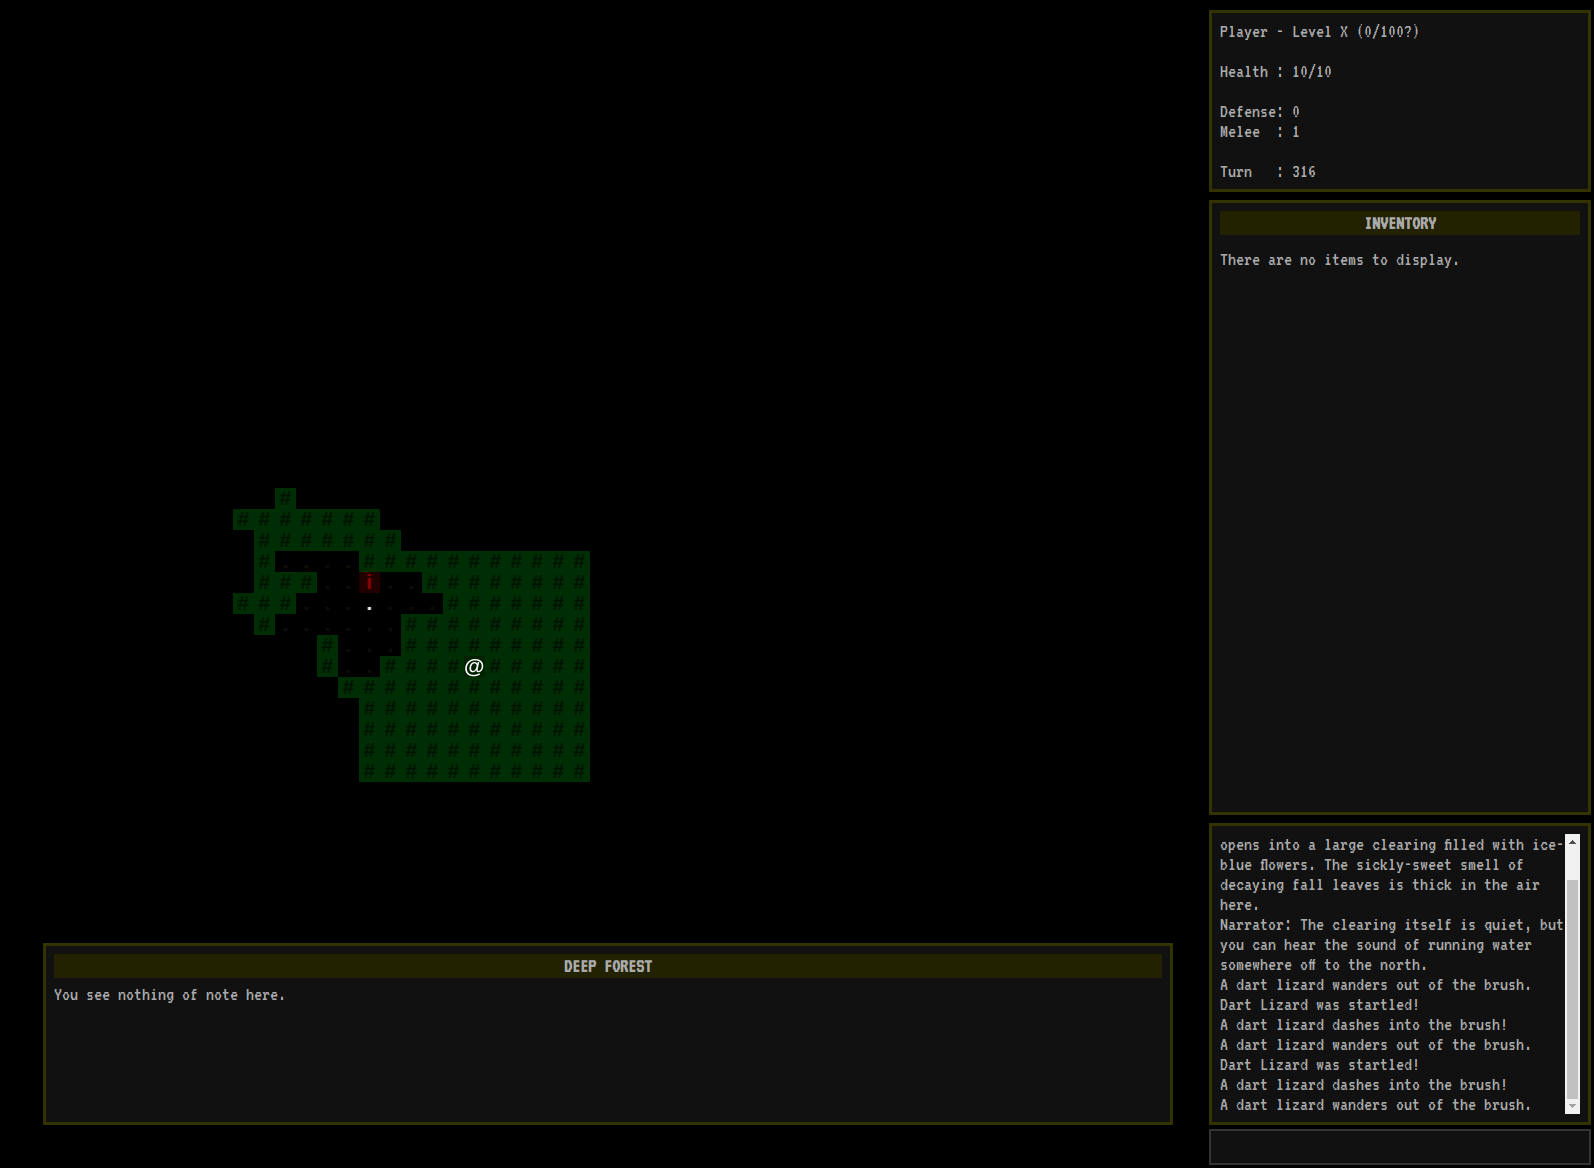 Player - Level X (0/100?)
Health : 10/10
Defense: 0
Melee  : 1
Turn   : 316
INVENTORY
There are no items to display.
#
# # # # # # #
# # # # # # #
# . . . . # # # # # # # # # # #
# # # . . i . . # # # # # # # #
# # # . . . . . . . # # # # # # #
# . . . . . . # # # # # # # # #
# . . . # # # # # # # # #
# . . # # # # @ # # # # #
# # # # # # # # # # # #
# # # # # # # # # # #
# # # # # # # # # # #
# # # # # # # # # # #
# # # # # # # # # # #
DEEP FOREST
You see nothing of note here.
opens into a large clearing filled with ice-
blue flowers. The sickly-sweet smell of
decaying fall leaves is thick in the air
here.
Narrator: The clearing itself is quiet, but
you can hear the sound of running water
somewhere off to the north.
A dart lizard wanders out of the brush.
Dart Lizard was startled!
A dart lizard dashes into the brush!
A dart lizard wanders out of the brush.
Dart Lizard was startled!
A dart lizard dashes into the brush!
A dart lizard wanders out of the brush.